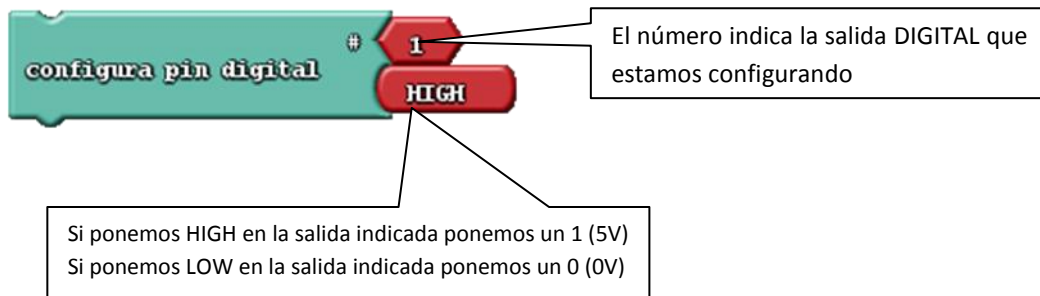 # 1
configura pin digital
HIGH
El número indica la salida DIGITAL que
estamos configurando
Si ponemos HIGH en la salida indicada ponemos un 1 (5V)
Si ponemos LOW en la salida indicada ponemos un 0 (0V)